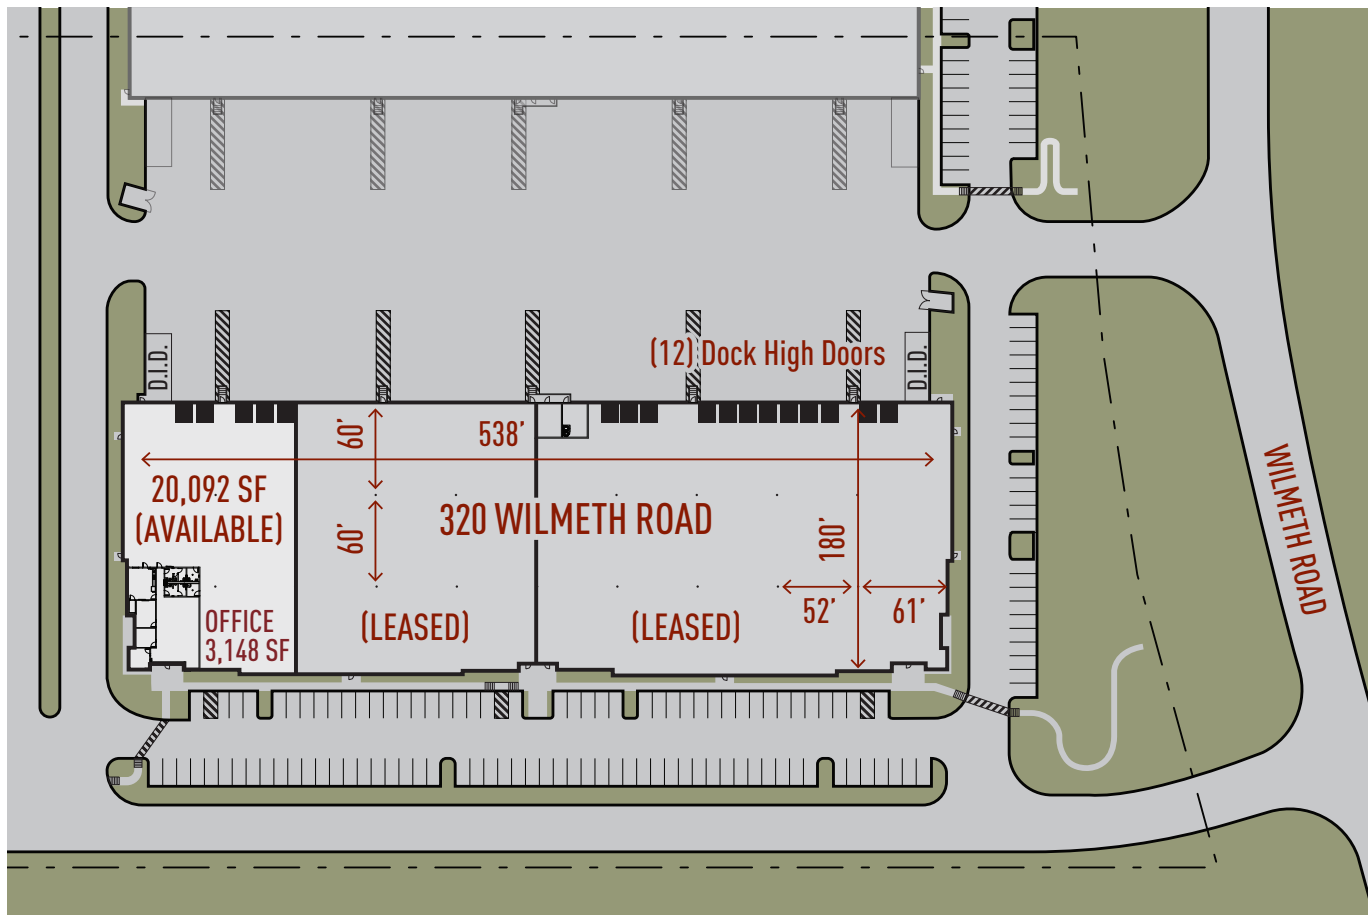 (12) Dock High Doors
D.I.D.
D.I.D.
60'
538'
20,092 SF
(AVAILABLE)
320 WILMETH ROAD
60'
180'
WILMETH ROAD
OFFICE
3,148 SF
(LEASED)
(LEASED)
52'
61'